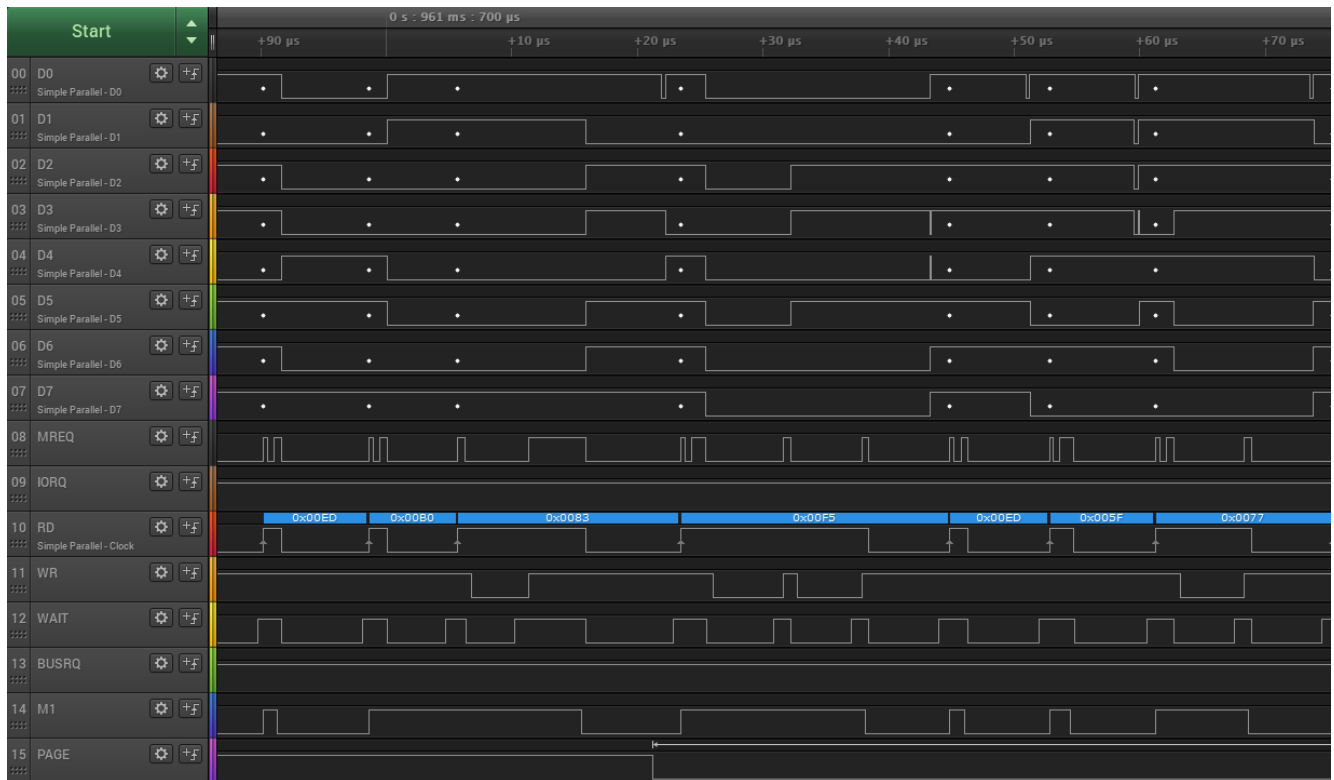 Start
0 s : 961 ms : 700 µs
+90 µs +10 µs +20 µs +30 µs +40 µs +50 µs +60 µs +70 µs
00 D0
Simple Parallel - D0
01 D1
Simple Parallel - D1
02 D2
Simple Parallel - D2
03 D3
Simple Parallel - D3
04 D4
Simple Parallel - D4
05 D5
Simple Parallel - D5
06 D6
Simple Parallel - D6
07 D7
Simple Parallel - D7
08 MREQ
09 IORQ
0x00ED 0x00B0 0x0083 0x00F5 0x00ED 0x005F 0x0077
10 RD
Simple Parallel - Clock
11 WR
12 WAIT
13 BUSRQ
14 M1
15 PAGE